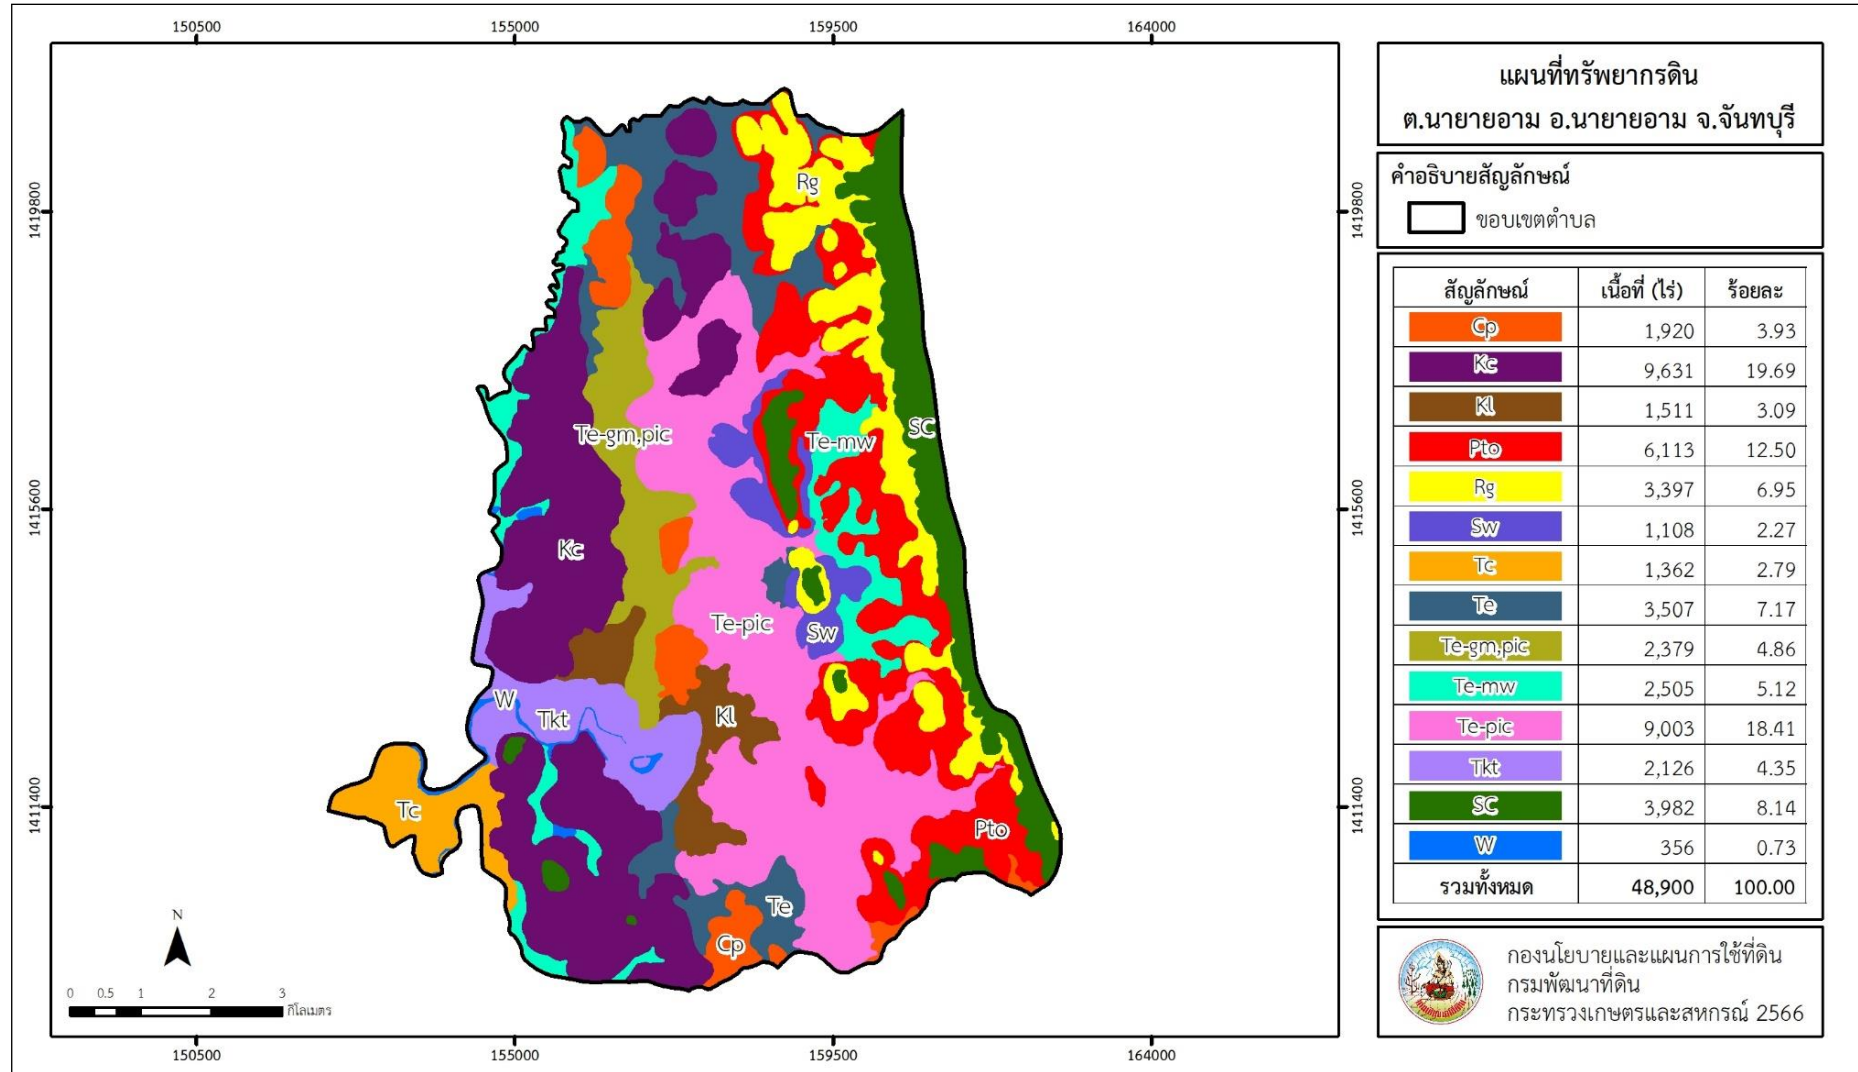 150500 155000 159500 164000
1419800
1415600
1411400
1419800
1415600
1411400
Rg
Te-gm,pic
Te-mw
SC
Kc
Te-pic
Sw
W
Tkt
Kl
Tc
Pto
Te
Cp
N
0 0.5 1 2 3
กิโลเมตร
150500 155000 159500 164000
แผนที่ทรัพยากรดิน
ต.นายายอาม อ.นายายอาม จ.จันทบุรี
คำอธิบายสัญลักษณ์
ขอบเขตตำบล
สัญลักษณ์ เนื้อที่ (ไร่) ร้อยละ
Cp 1,920 3.93
Kc 9,631 19.69
Kl 1,511 3.09
Pto 6,113 12.50
Rg 3,397 6.95
Sw 1,108 2.27
Tc 1,362 2.79
Te 3,507 7.17
Te-gm,pic 2,379 4.86
Te-mw 2,505 5.12
Te-pic 9,003 18.41
Tkt 2,126 4.35
SC 3,982 8.14
W 356 0.73
รวมทั้งหมด 48,900 100.00
กองนโยบายและแผนการใช้ที่ดิน
กรมพัฒนาที่ดิน
กระทรวงเกษตรและสหกรณ์ 2566